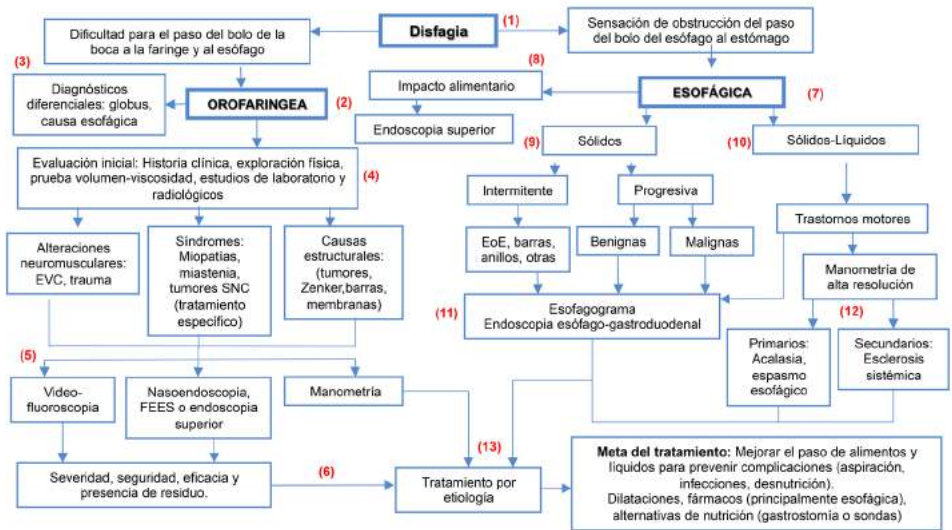 (1)
Disfagia
Dificultad para el paso del bolo de la
boca a la faringe y al esófago
Sensación de obstrucción del paso
del bolo del esófago al estómago
(3)
Diagnósticos
diferenciales: globus,
causa esofágica
OROFARINGEA
(2)
(8)
Impacto alimentario
ESOFÁGICA
(7)
Endoscopia superior
(9)
Sólidos
(10)
Sólidos-Líquidos
Evaluación inicial: Historia clínica, exploración física,
prueba volumen-viscosidad, estudios de laboratorio y
radiológicos
(4)
Intermitente
Progresiva
Trastornos motores
Alteraciones
neuromusculares:
EVC, trauma
Síndromes:
Miopatías,
miastenia,
tumores SNC
(tratamiento
específico)
Causas
estructurales:
(tumores,
Zenker,barras,
membranas)
EoE, barras,
anillos, otras
Benignas
Malignas
Manometría de
alta resolución
(11)
Esofagograma
Endoscopia esófago-gastroduodenal
(12)
Primarios:
Acalasia,
espasmo
esofágico
Secundarios:
Esclerosis
sistémica
(5)
Video-
fluoroscopia
Nasoendoscopia,
FEES o endoscopia
superior
Manometría
(13)
Severidad, seguridad, eficacia y
presencia de residuo.
(6)
Tratamiento por
etiología
Meta del tratamiento: Mejorar el paso de alimentos y
líquidos para prevenir complicaciones (aspiración,
infecciones, desnutrición).
Dilataciones, fármacos (principalmente esofágica),
alternativas de nutrición (gastrostomía o sondas)